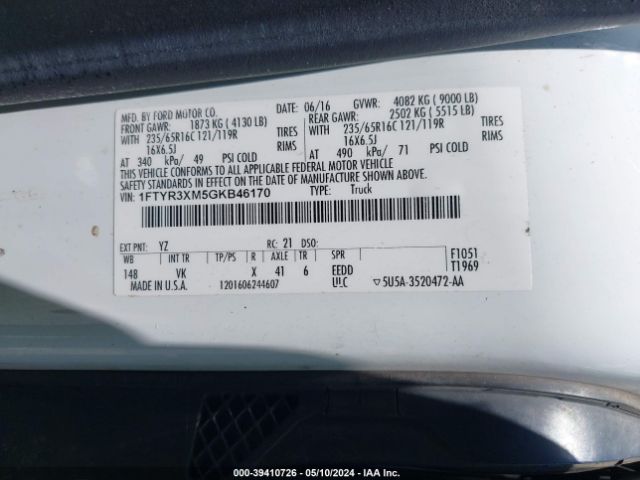 MFD. BY FORD MOTOR CO. DATE: 06/16 GVWR: 4082 KG ( 9000 LB)
FRONT GAWR: 1873 KG ( 4130 LB) REAR GAWR: 2502 KG ( 5515 LB)
WITH 235/65R16C 121/119R TIRES WITH 235/65R16C 121/119R TIRES
16X6.5J RIMS 16X6.5J RIMS
AT 340 kPa/ 49 PSI COLD AT 490 kPa/ 71 PSI COLD
THIS VEHICLE CONFORMS TO ALL APPLICABLE FEDERAL MOTOR VEHICLE
SAFETY STANDARDS IN EFFECT ON THE DATE OF MANUFACTURE SHOWN ABOVE.
VIN: 1FTYR3XM5GKB46170 TYPE: Truck
EXT PNT: YZ RC: 21 DSO:
WB INT TR TP/PS R AXLE TR SPR F1051
148 VK X 41 6 EEDD T1969
MADE IN U.S.A. 1201606244607 ULC 5U5A-3520472-AA
000-39410726 - 05/10/2024 - IAA Inc.